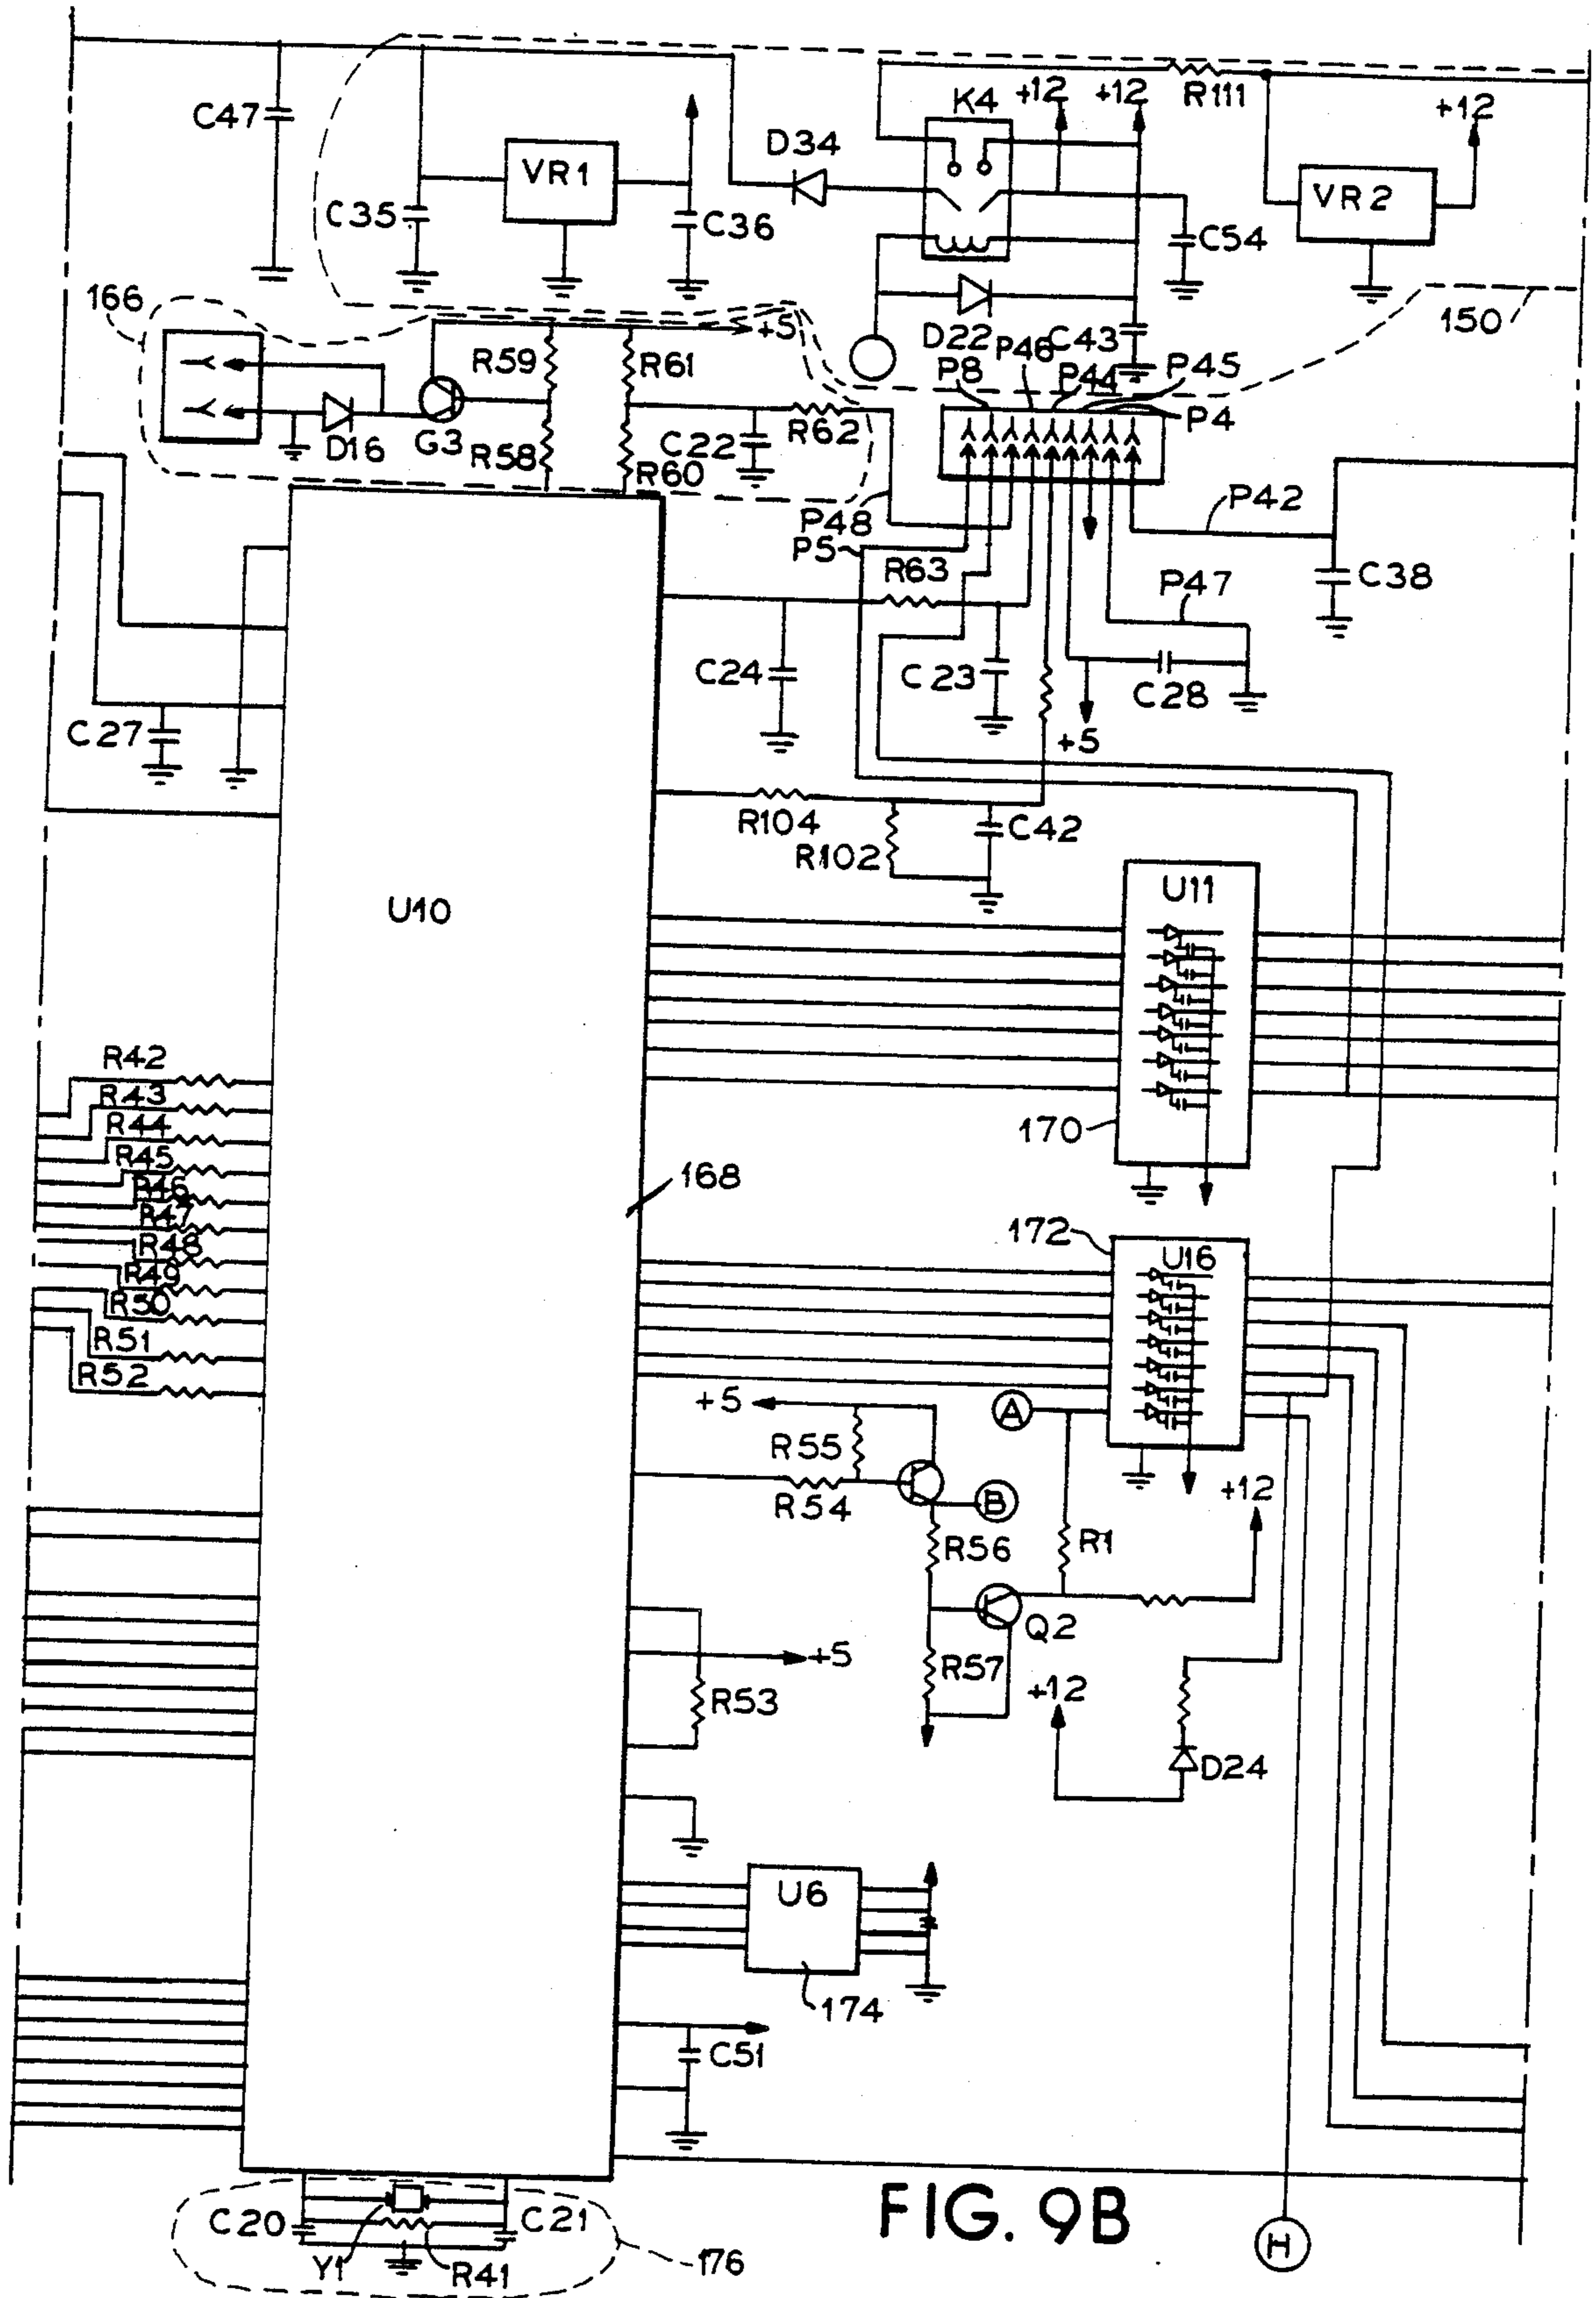 C47
K4
+12
+12
R111
+12
D34
VR1
VR2
C35
C36
C54
166
150
D22
P46
C43
+5
P8
P44
P45
R59
R61
P4
D16
G3
R58
R60
C22
R62
P48
P42
P5
R63
C38
P47
C24
C23
C28
C27
+5
R104
C42
R102
U11
U10
R42
R43
R44
170
R45
168
R46
R47
172
R48
U16
R49
R50
R51
R52
+5
A
R55
R54
B
+12
R56
R1
Q2
+5
R57
R53
+12
D24
U6
174
C51
C20
C21
FIG. 9B
Y1
R41
176
H